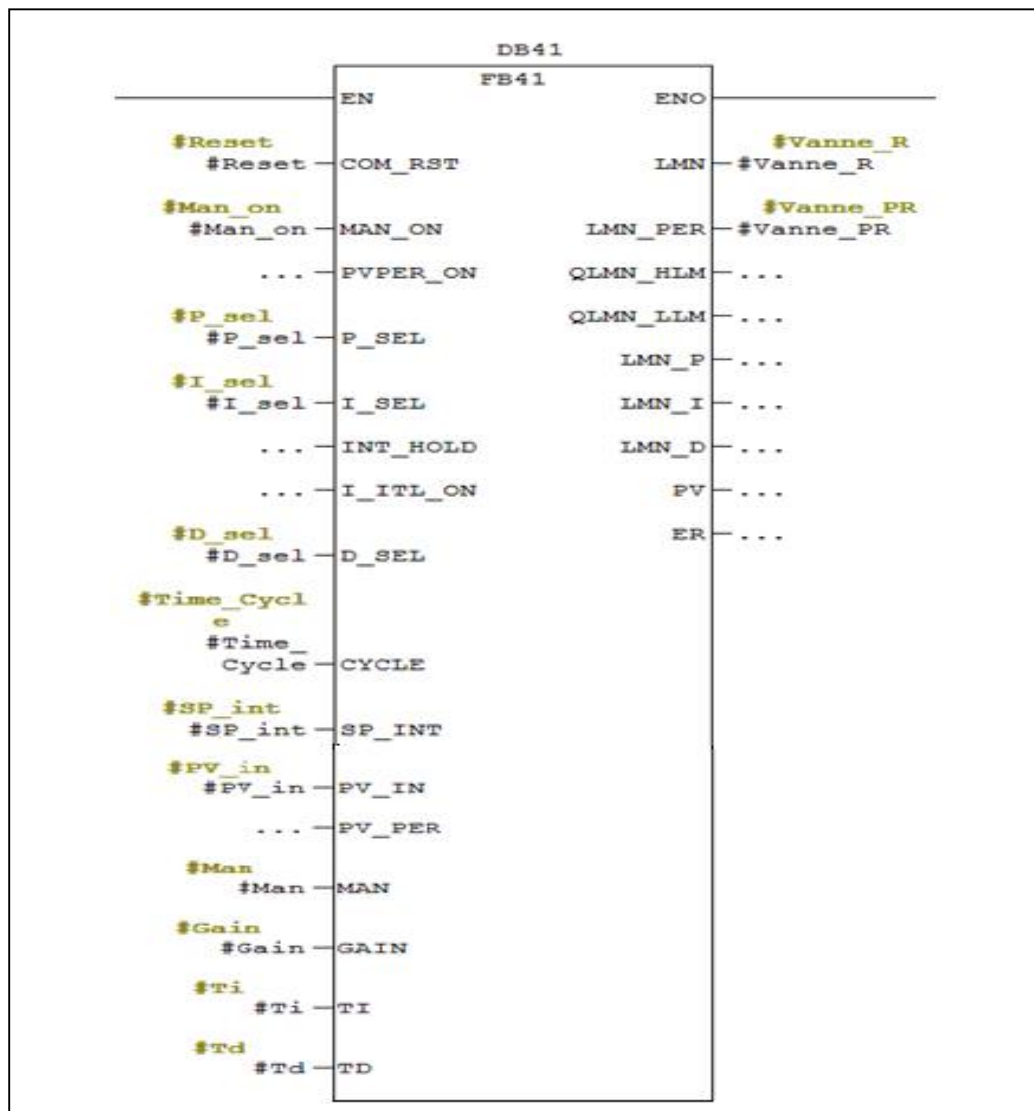 DB41
FB41
EN ENO
#Reset #Vanne_R
#Reset COM_RST LMN #Vanne_R
#Man_on #Vanne_PR
#Man_on MAN_ON LMN_PER #Vanne_PR
... PVPER_ON QLMN_HLM ...
#P_sel QLMN_LLM ...
#P_sel P_SEL
LMN_P ...
#I_sel
#I_sel I_SEL LMN_I ...
... INT_HOLD LMN_D ...
... I_ITL_ON PV ...
#D_sel ER ...
#D_sel D_SEL
#Time_Cycl
e
#Time_
Cycle CYCLE
#SP_int
#SP_int SP_INT
#PV_in
#PV_in PV_IN
... PV_PER
#Man
#Man MAN
#Gain
#Gain GAIN
#Ti
#Ti TI
#Td
#Td TD